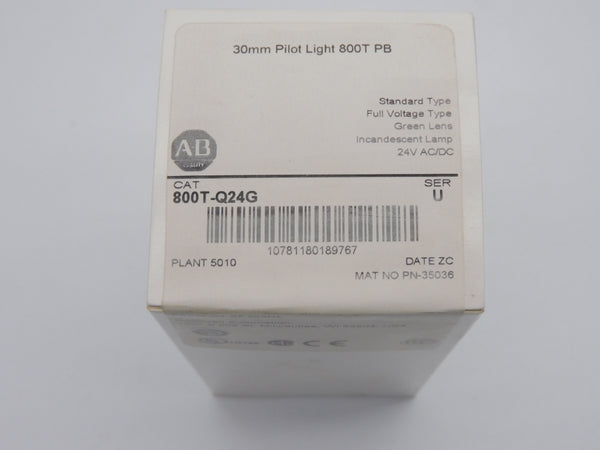 30mm Pilot Light 800T PB
Standard Type
Full Voltage Type
Green Lens
Incandescent Lamp
24V AC/DC
AB
QUALITY
CAT
SER
800T-Q24G
U
10781180189767
PLANT 5010
DATE ZC
MAT NO PN-35036